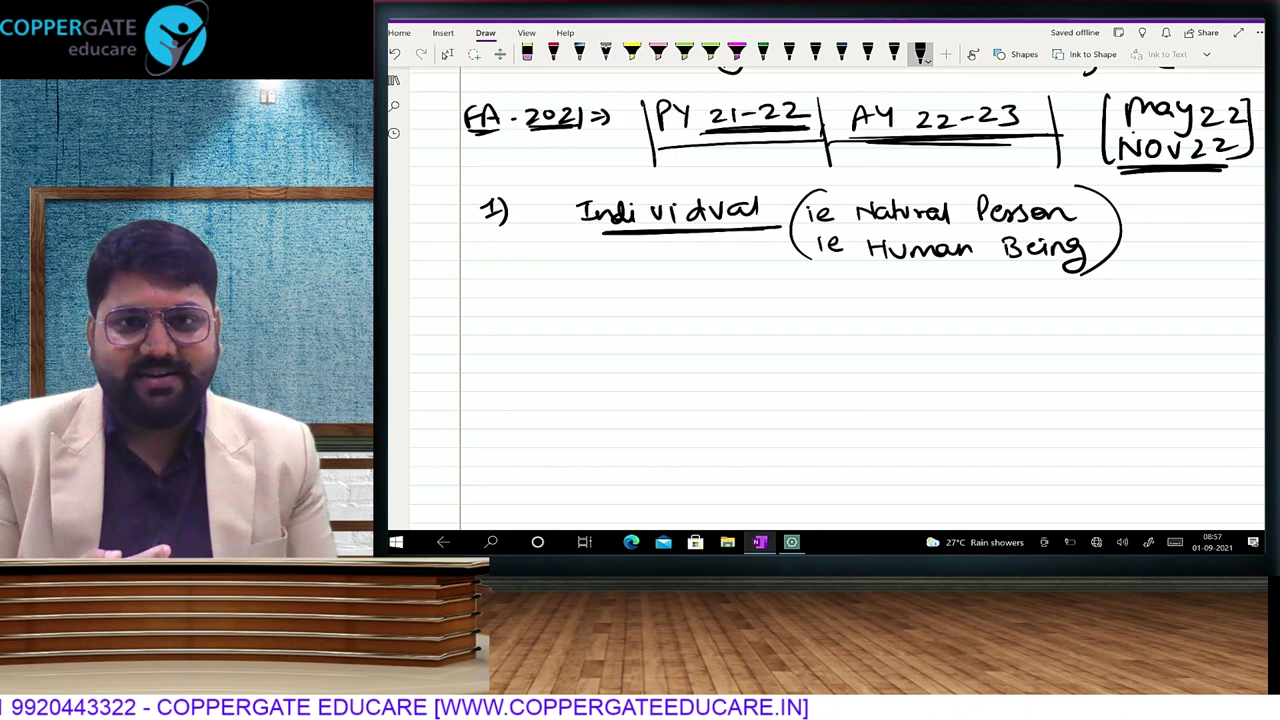 COPPERGATE
educare
Home Insert Draw View Help
Saved offline
Share
Shapes
Ink to Shape
Ink to Text
FA - 2021 => PY 21-22 AY 22-23 [May 22
NOV 22]
1) Individual (ie Natural Person
ie Human Being)
27°C Rain showers
08:57
01-09-2021
9920443322 - COPPERGATE EDUCARE [WWW.COPPERGATEEDUCARE.IN]